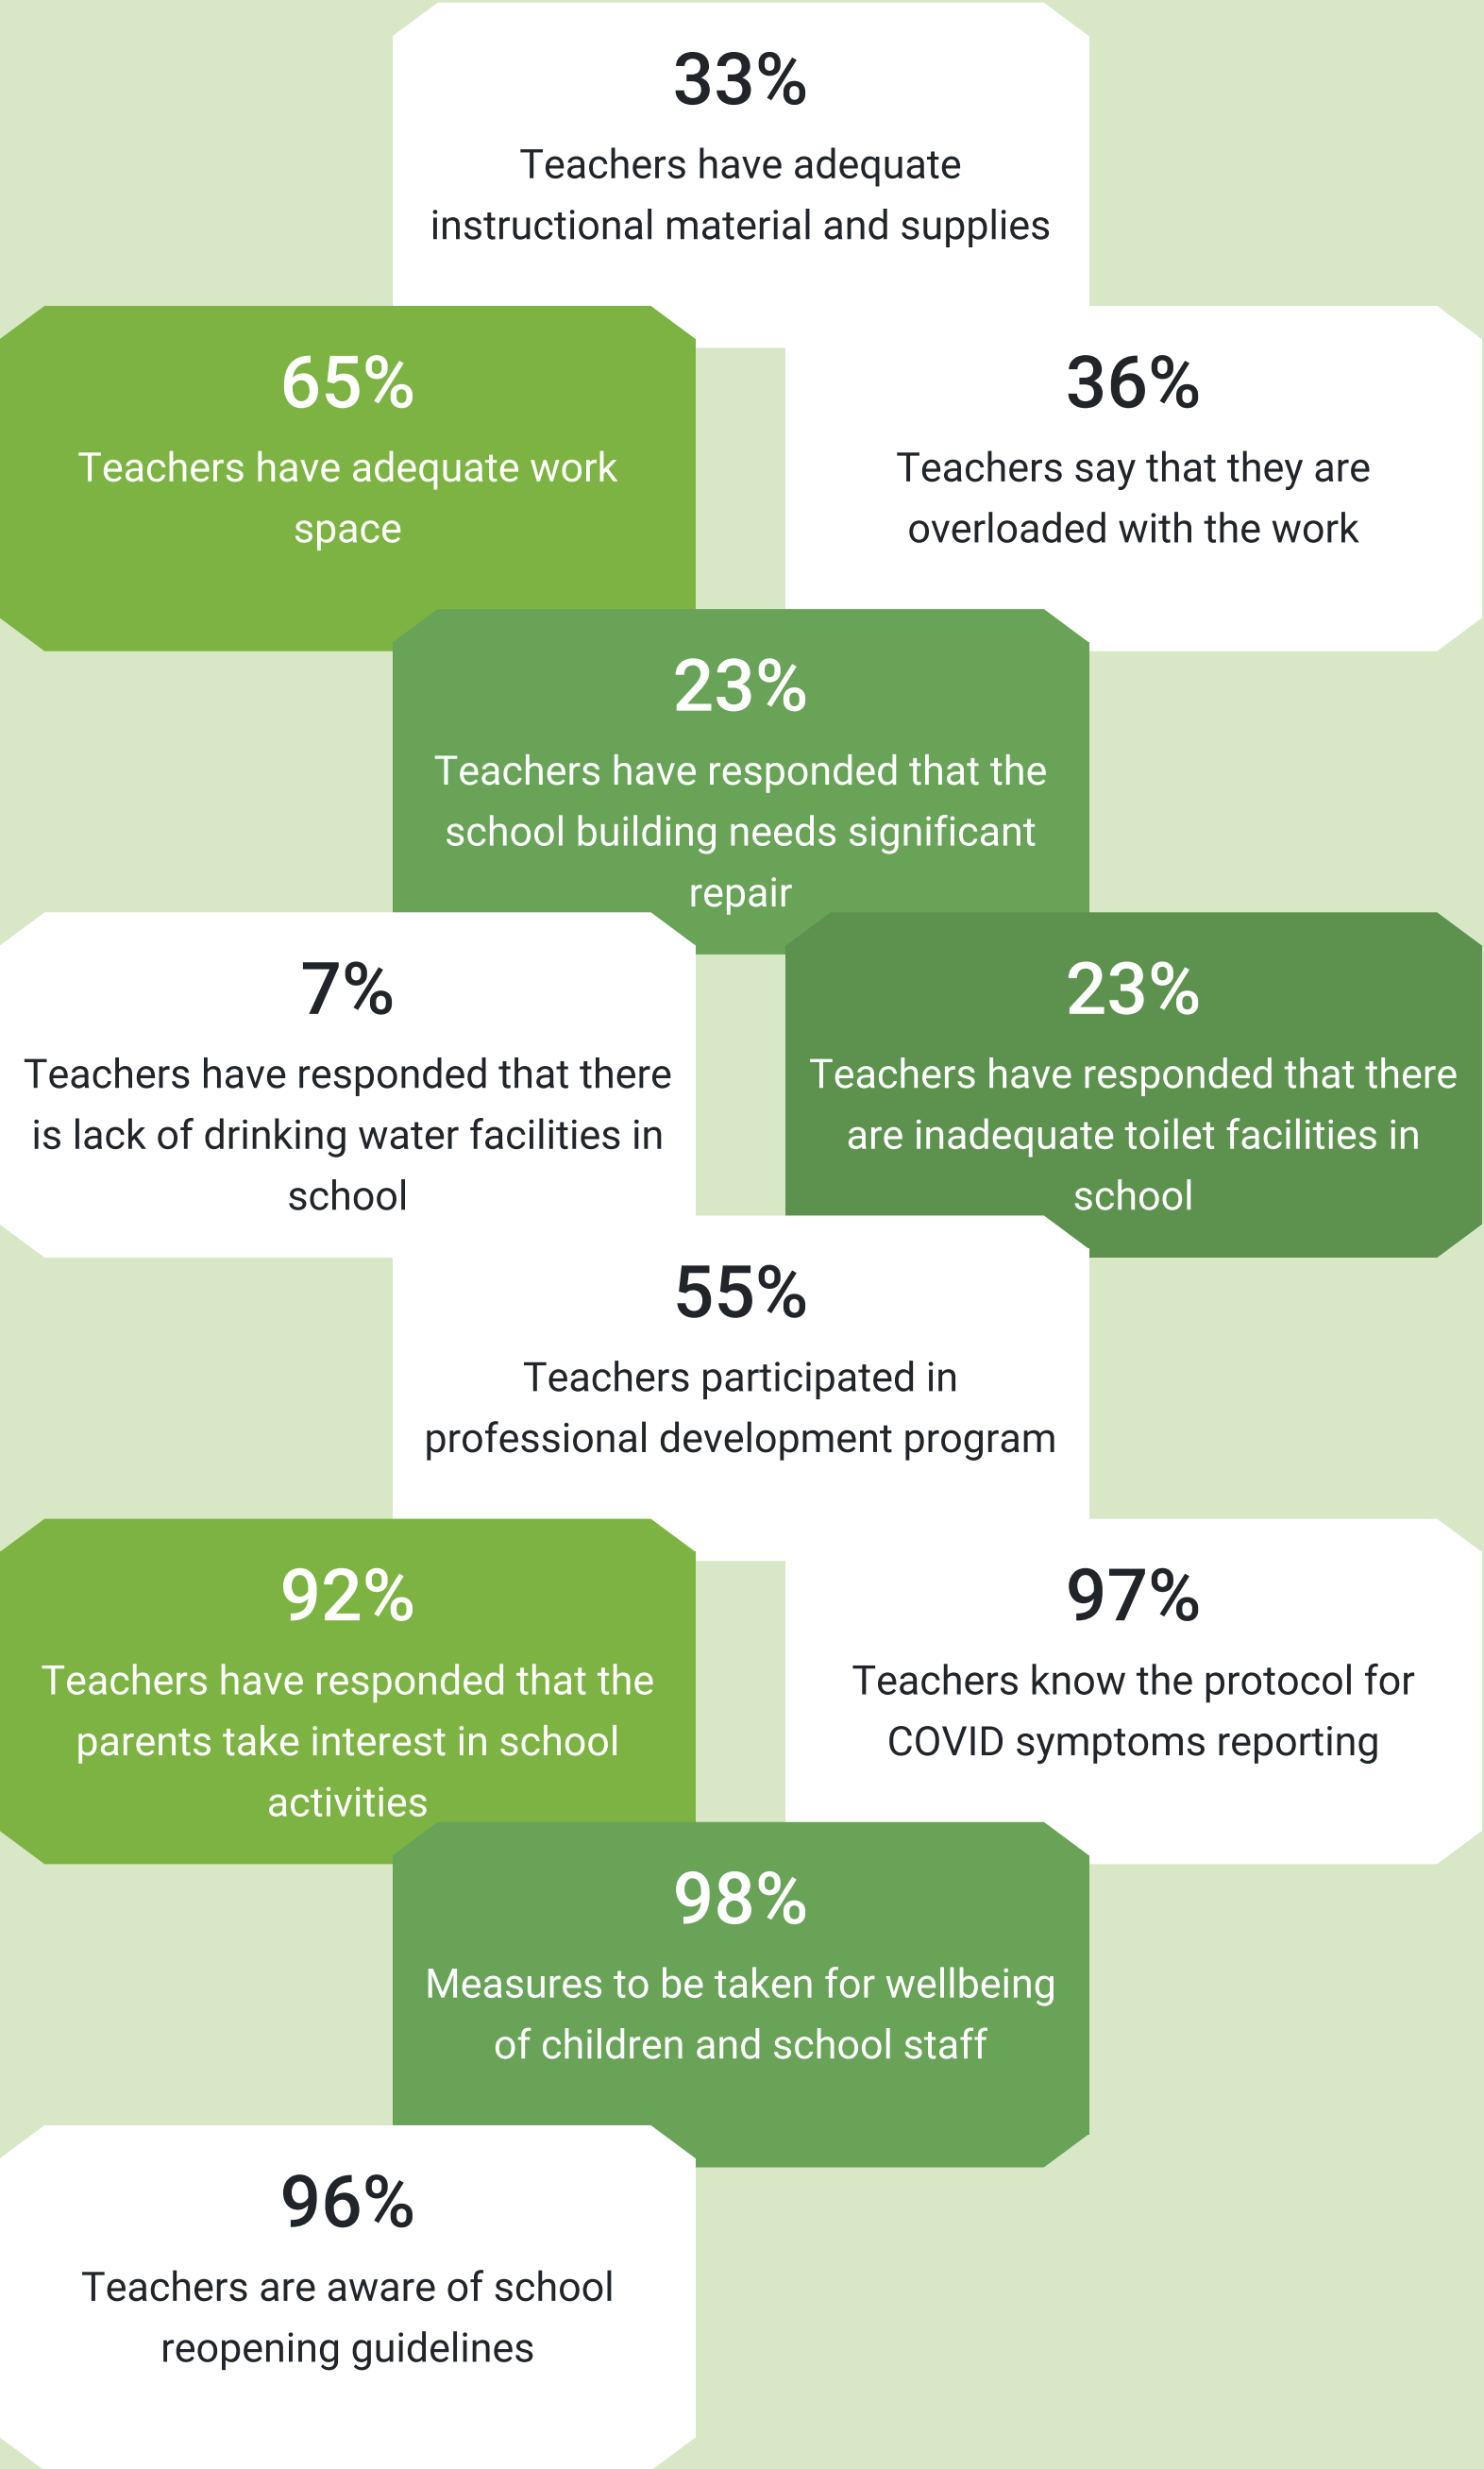 33%
Teachers have adequate
instructional material and supplies
65%
Teachers have adequate work
space
36%
Teachers say that they are
overloaded with the work
23%
Teachers have responded that the
school building needs significant
repair
7%
Teachers have responded that there
is lack of drinking water facilities in
school
23%
Teachers have responded that there
are inadequate toilet facilities in
school
55%
Teachers participated in
professional development program
92%
Teachers have responded that the
parents take interest in school
activities
97%
Teachers know the protocol for
COVID symptoms reporting
98%
Measures to be taken for wellbeing
of children and school staff
96%
Teachers are aware of school
reopening guidelines